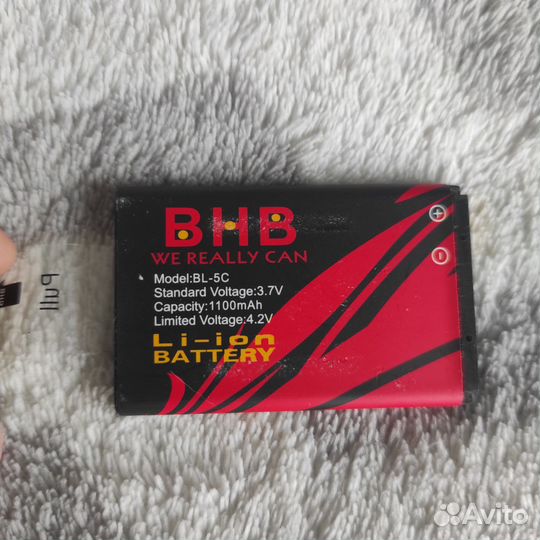 BHB
WE REALLY CAN
Model:BL-5C
Standard Voltage:3.7V
Capacity:1100mAh
Limited Voltage:4.2V
Li-ion
BATTERY
+
-
Pull
Avito